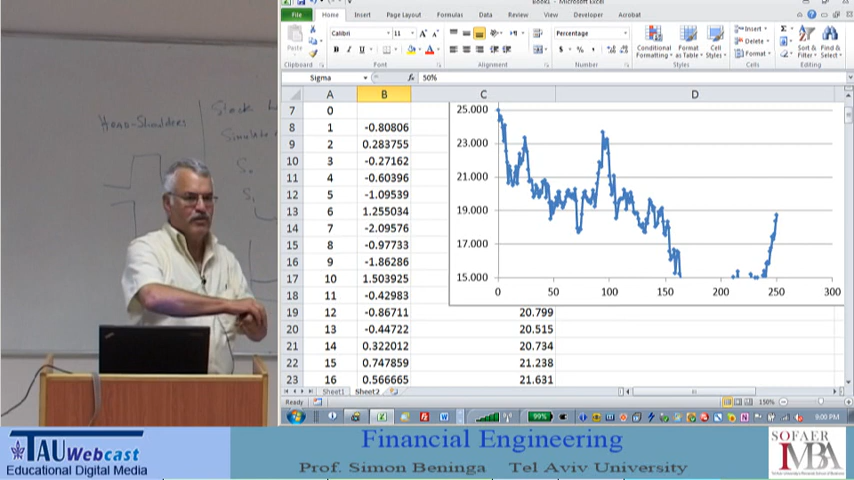 Book1 - Microsoft Excel
File Home Insert Page Layout Formulas Data Review View Developer Acrobat
Paste
Calibri 11
B I U
Percentage
$ % ,
Conditional Formatting
Format as Table
Cell Styles
Insert
Delete
Format
Sort & Filter
Find & Select
Clipboard Font Alignment Number Styles Cells Editing
Sigma fx 50%
A B C D
7 0
8 1 -0.80806
9 2 0.283755
10 3 -0.27162
11 4 -0.60396
12 5 -1.09539
13 6 1.255034
14 7 -2.09576
15 8 -0.97733
16 9 -1.86286
17 10 1.503925
18 11 -0.42983
19 12 -0.86711 20.799
20 13 -0.44722 20.515
21 14 0.322012 20.734
22 15 0.747859 21.238
23 16 0.566665 21.631
25.000
23.000
21.000
19.000
17.000
15.000
0 50 100 150 200 250 300
Sheet1 Sheet2
Ready 150%
99% 9:00 PM
Head-Shoulders
Stock
Simulate
S0
S1
TAU Webcast
Educational Digital Media
Financial Engineering
Prof. Simon Beninga Tel Aviv University
SOFAER
IMBA